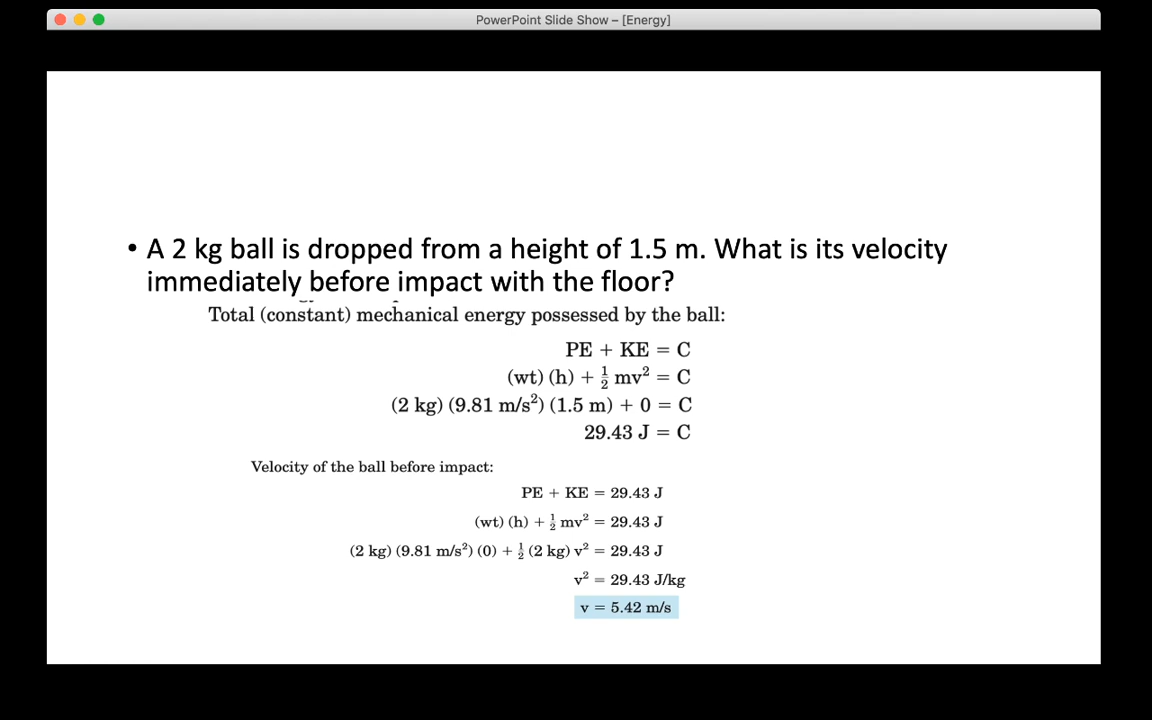 PowerPoint Slide Show – [Energy]
• A 2 kg ball is dropped from a height of 1.5 m. What is its velocity
immediately before impact with the floor?
Total (constant) mechanical energy possessed by the ball:
PE + KE = C
(wt) (h) + ½ mv² = C
(2 kg) (9.81 m/s²) (1.5 m) + 0 = C
29.43 J = C
Velocity of the ball before impact:
PE + KE = 29.43 J
(wt) (h) + ½ mv² = 29.43 J
(2 kg) (9.81 m/s²) (0) + ½ (2 kg) v² = 29.43 J
v² = 29.43 J/kg
v = 5.42 m/s